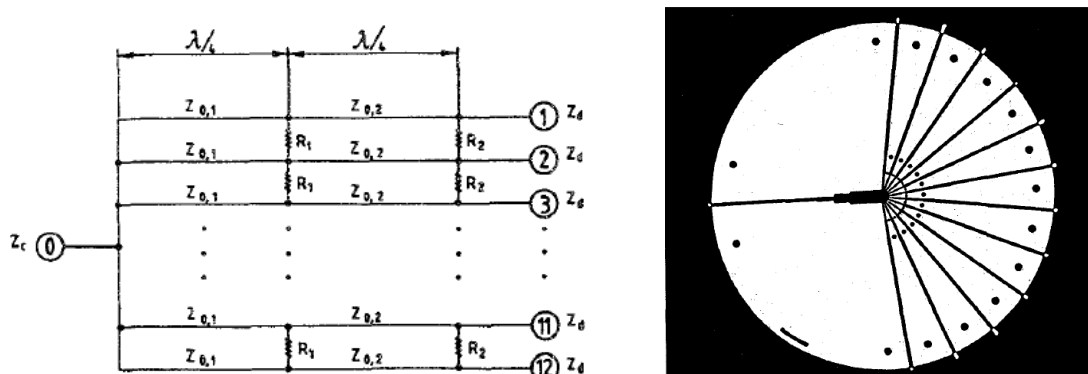 λ/4 λ/4
Z0,1 Z0,2 1 Zd
R1 R2
Z0,1 Z0,2 2 Zd
R1 R2
Z0,1 Z0,2 3 Zd
Zc 0
Z0,1 Z0,2 11 Zd
R1 R2
Z0,1 Z0,2 12 Zd